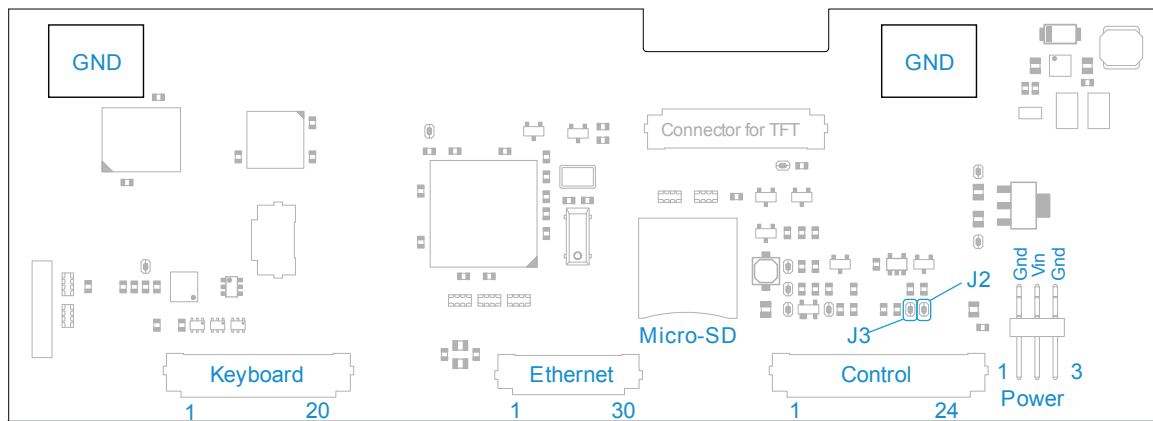 GND
GND
Connector for TFT
Gnd
Vin
Gnd
J2
J3
Micro-SD
Keyboard
Ethernet
Control
1
3
1
20
1
30
1
24
Power